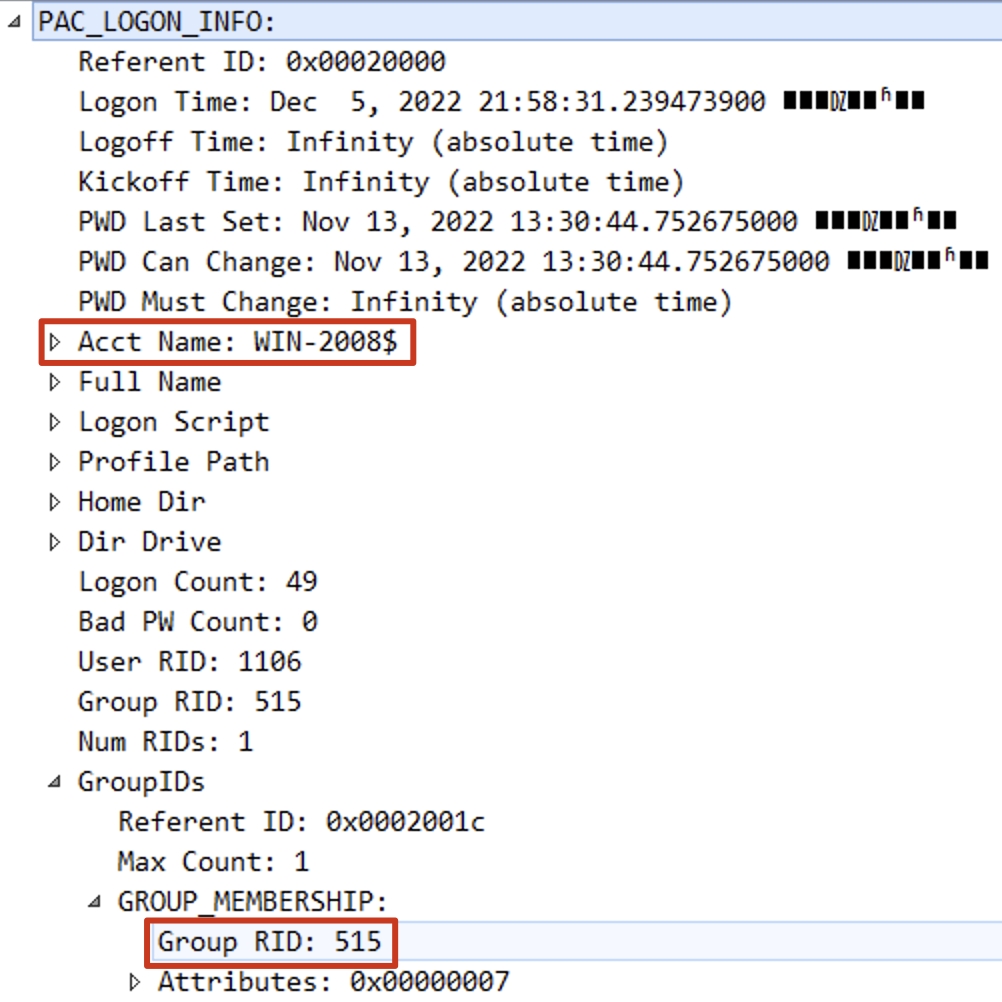 PAC_LOGON_INFO:
Referent ID: 0x00020000
Logon Time: Dec  5, 2022 21:58:31.239473900
Logoff Time: Infinity (absolute time)
Kickoff Time: Infinity (absolute time)
PWD Last Set: Nov 13, 2022 13:30:44.752675000
PWD Can Change: Nov 13, 2022 13:30:44.752675000
PWD Must Change: Infinity (absolute time)
Acct Name: WIN-2008$
Full Name
Logon Script
Profile Path
Home Dir
Dir Drive
Logon Count: 49
Bad PW Count: 0
User RID: 1106
Group RID: 515
Num RIDs: 1
GroupIDs
Referent ID: 0x0002001c
Max Count: 1
GROUP_MEMBERSHIP:
Group RID: 515
Attributes: 0x00000007